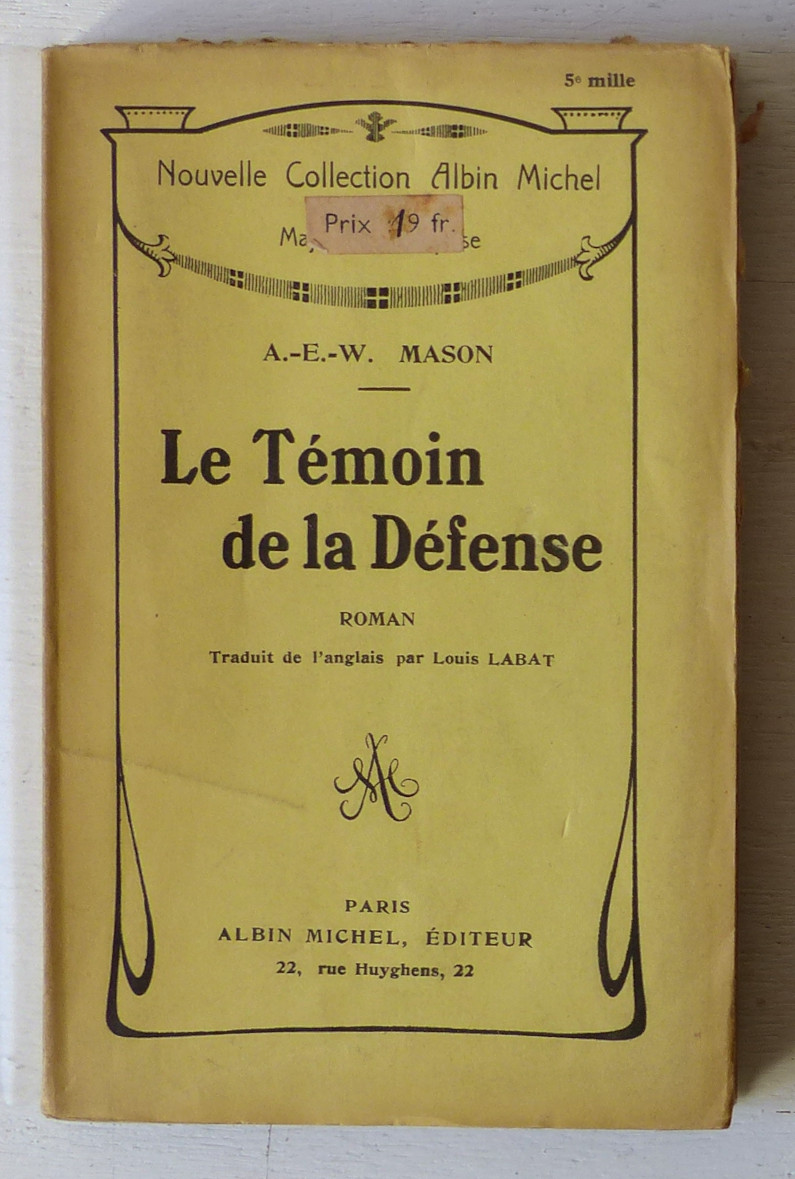 5e mille
Nouvelle Collection Albin Michel
Prix 19 fr.
A.-E.-W. MASON
Le Témoin
de la Défense
ROMAN
Traduit de l'anglais par Louis LABAT
PARIS
ALBIN MICHEL, ÉDITEUR
22, rue Huyghens, 22